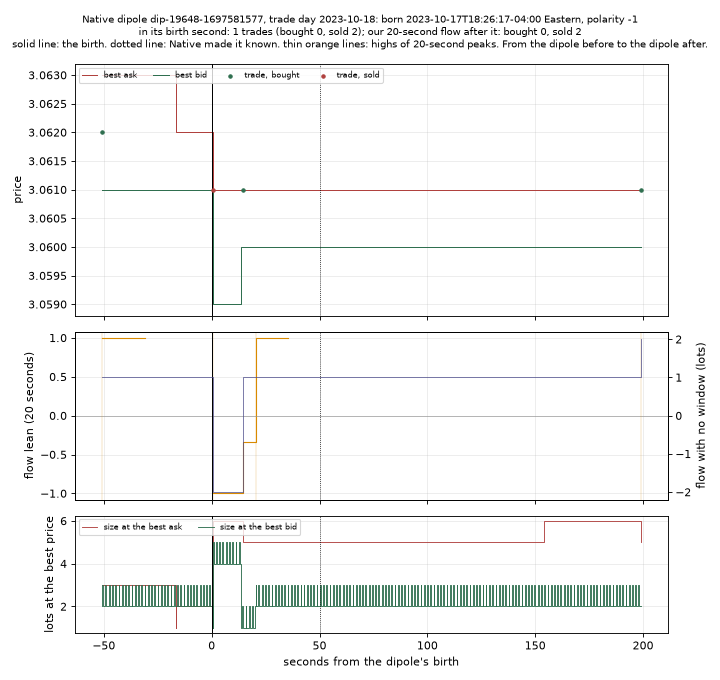 Native dipole dip-19648-1697581577, trade day 2023-10-18: born 2023-10-17T18:26:17-04:00 Eastern, polarity -1
in its birth second: 1 trades (bought 0, sold 2); our 20-second flow after it: bought 0, sold 2
solid line: the birth. dotted line: Native made it known. thin orange lines: highs of 20-second peaks. From the dipole before to the dipole after.
best ask best bid trade, bought trade, sold
3.0630
3.0625
3.0620
3.0615
3.0610
3.0605
3.0600
3.0595
3.0590
price
1.0
0.5
0.0
−0.5
−1.0
flow lean (20 seconds)
2
1
0
−1
−2
flow with no window (lots)
size at the best ask size at the best bid
6
4
2
lots at the best price
−50 0 50 100 150 200
seconds from the dipole's birth